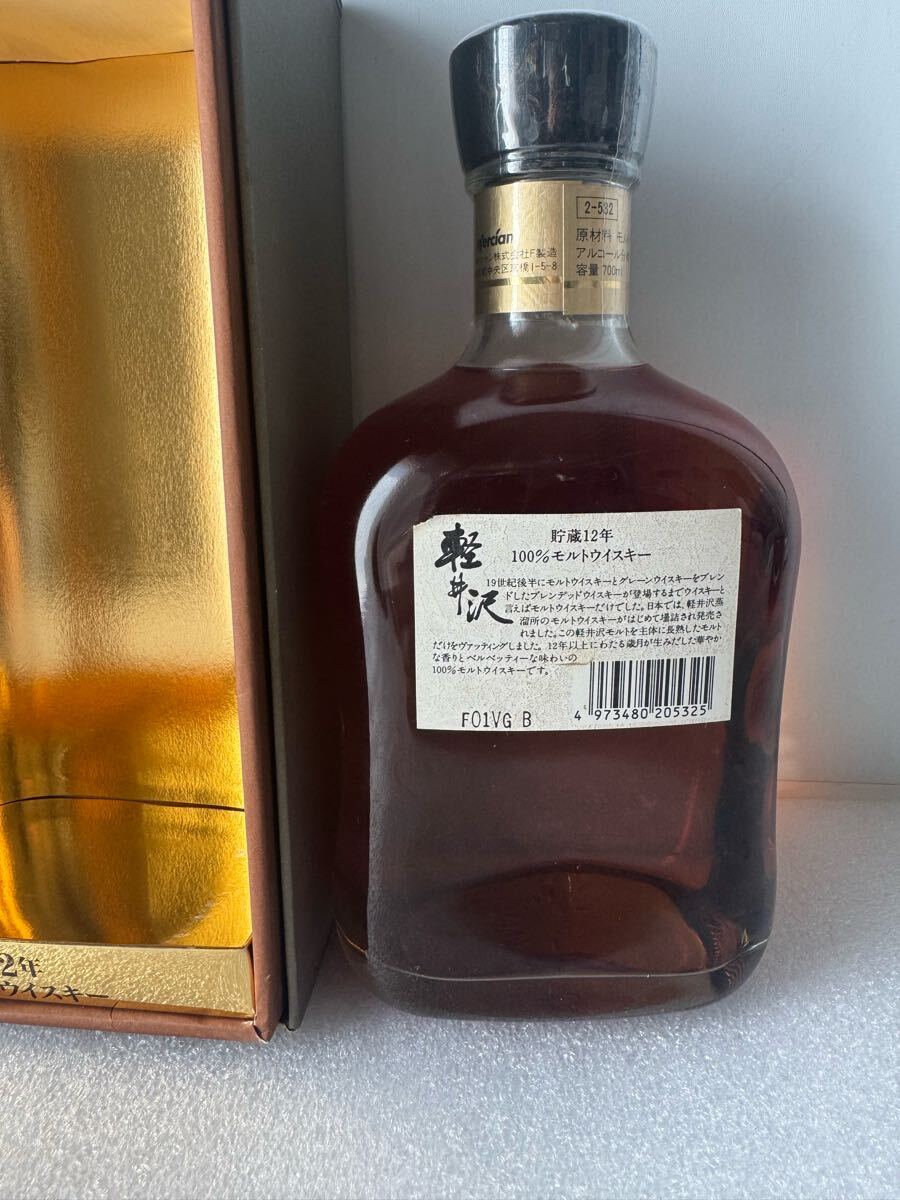 2-532
Mercian
株式会社F製造
中央区京橋1-5-8
原材料 モル
アルコール分
容量 700ml
軽井沢
貯蔵12年
100%モルトウイスキー
19世紀後半にモルトウイスキーとグレーンウイスキーをブレン
ドしたブレンデッドウイスキーが登場するまでウイスキーと
言えばモルトウイスキーだけでした。日本では、軽井沢蒸
溜所のモルトウイスキーがはじめて壜詰され発売さ
れました。この軽井沢モルトを主体に長熟したモルト
だけをヴァッティングしました。12年以上にわたる歳月が生みだした華やか
な香りとベルベッティーな味わいの
100%モルトウイスキーです。
F01VG B
4 973480 205325
2年
ウイスキー